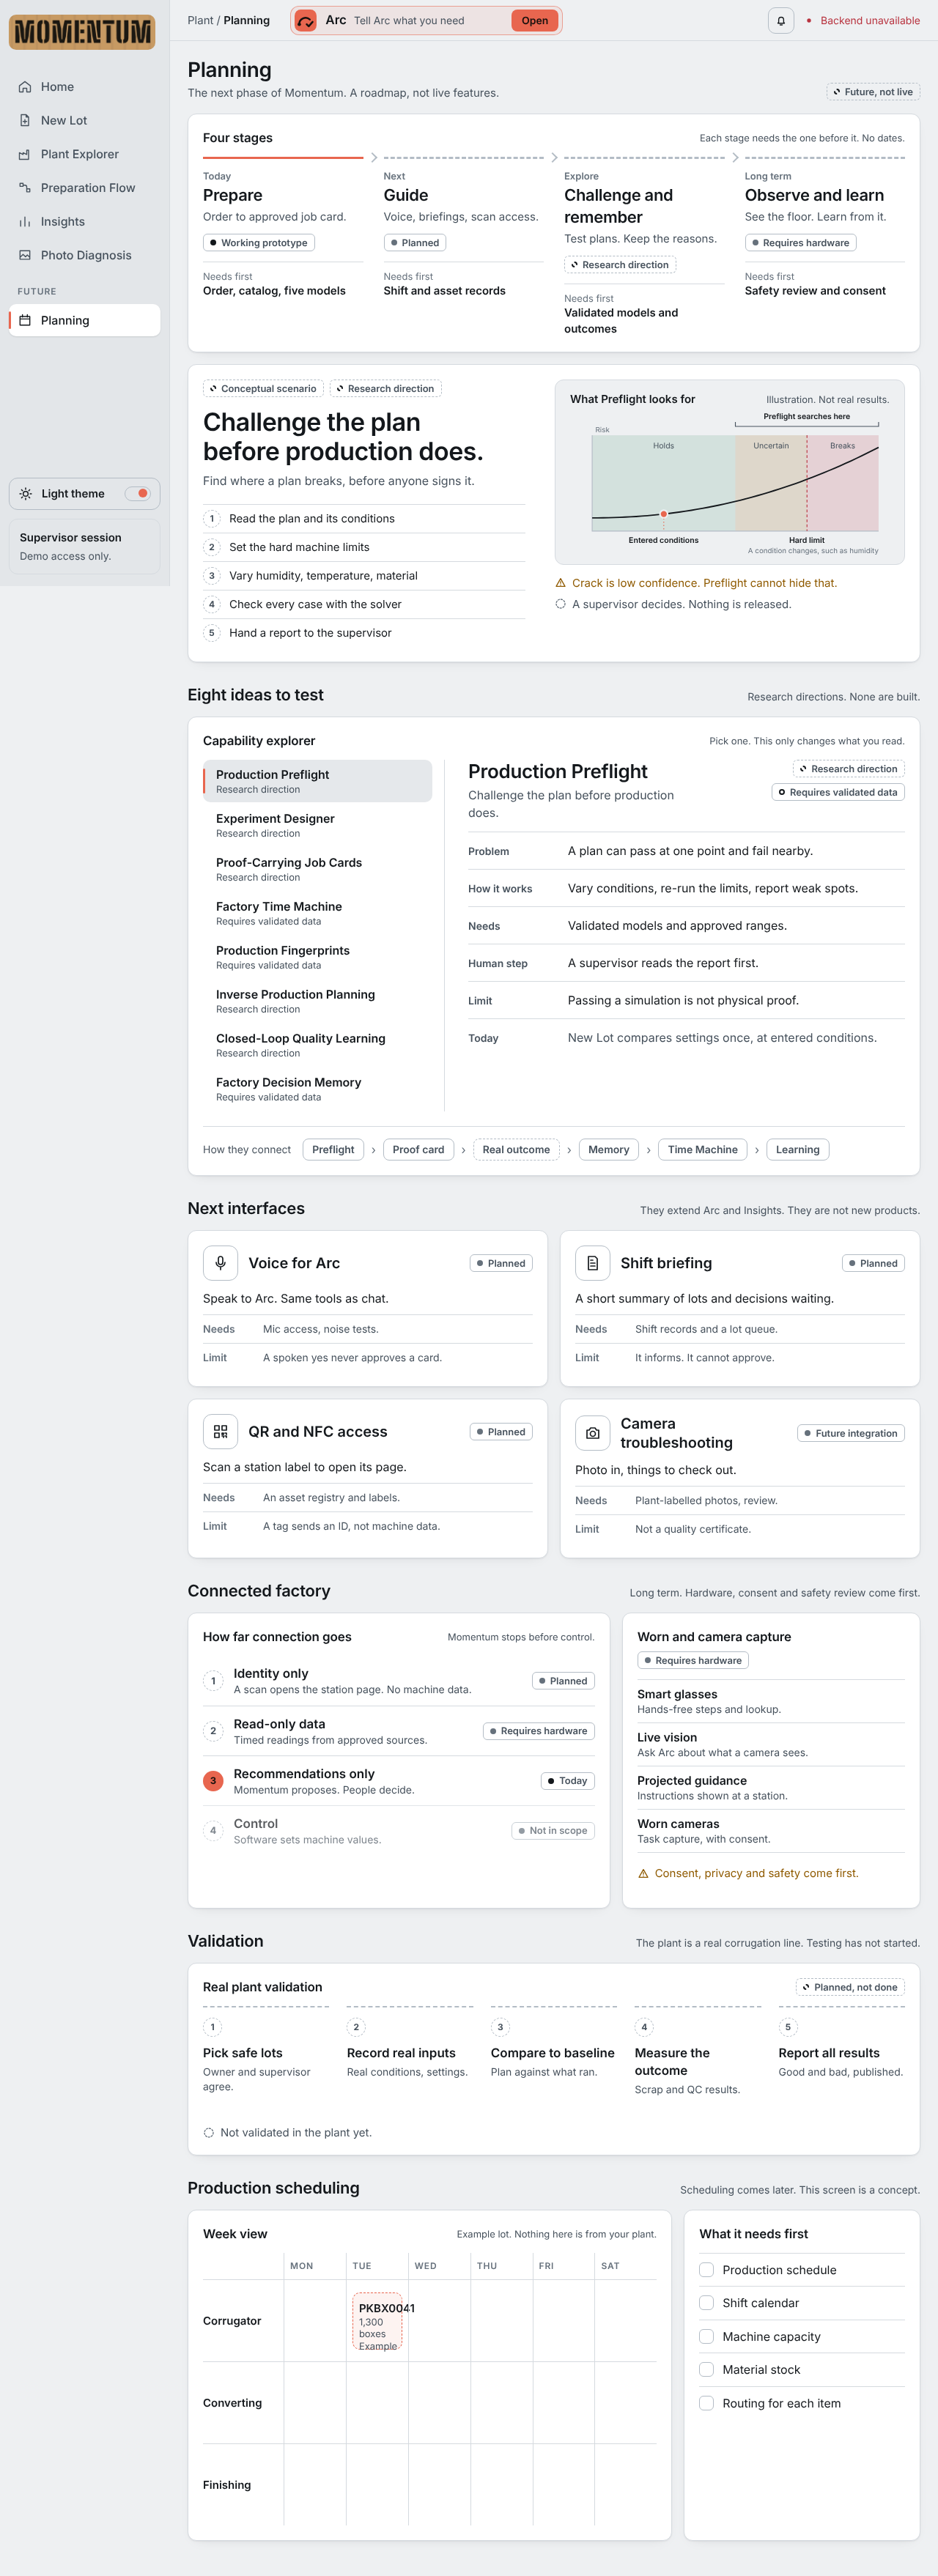 MOMENTUM
Home
New Lot
Plant Explorer
Preparation Flow
Insights
Photo Diagnosis
FUTURE
Planning
Light theme
Supervisor session
Demo access only.
Plant / Planning
Arc Tell Arc what you need Open
Backend unavailable
Planning
The next phase of Momentum. A roadmap, not live features.
Future, not live
Four stages
Each stage needs the one before it. No dates.
Today
Prepare
Order to approved job card.
Working prototype
Needs first
Order, catalog, five models
Next
Guide
Voice, briefings, scan access.
Planned
Needs first
Shift and asset records
Explore
Challenge and
remember
Test plans. Keep the reasons.
Research direction
Needs first
Validated models and
outcomes
Long term
Observe and learn
See the floor. Learn from it.
Requires hardware
Needs first
Safety review and consent
Conceptual scenario
Research direction
Challenge the plan
before production does.
Find where a plan breaks, before anyone signs it.
1 Read the plan and its conditions
2 Set the hard machine limits
3 Vary humidity, temperature, material
4 Check every case with the solver
5 Hand a report to the supervisor
What Preflight looks for
Illustration. Not real results.
Preflight searches here
Risk
Holds
Uncertain
Breaks
Entered conditions
Hard limit
A condition changes, such as humidity
Crack is low confidence. Preflight cannot hide that.
A supervisor decides. Nothing is released.
Eight ideas to test
Research directions. None are built.
Capability explorer
Pick one. This only changes what you read.
Production Preflight
Research direction
Experiment Designer
Research direction
Proof-Carrying Job Cards
Research direction
Factory Time Machine
Requires validated data
Production Fingerprints
Requires validated data
Inverse Production Planning
Requires validated data
Closed-Loop Quality Learning
Research direction
Factory Decision Memory
Requires validated data
Production Preflight
Challenge the plan before production
does.
Research direction
Requires validated data
Problem A plan can pass at one point and fail nearby.
How it works Vary conditions, re-run the limits, report weak spots.
Needs Validated models and approved ranges.
Human step A supervisor reads the report first.
Limit Passing a simulation is not physical proof.
Today New Lot compares settings once, at entered conditions.
How they connect Preflight › Proof card › Real outcome › Memory › Time Machine › Learning
Next interfaces
They extend Arc and Insights. They are not new products.
Voice for Arc
Planned
Speak to Arc. Same tools as chat.
Needs Mic access, noise tests.
Limit A spoken yes never approves a card.
Shift briefing
Planned
A short summary of lots and decisions waiting.
Needs Shift records and a lot queue.
Limit It informs. It cannot approve.
QR and NFC access
Planned
Scan a station label to open its page.
Needs An asset registry and labels.
Limit A tag sends an ID, not machine data.
Camera
troubleshooting
Future integration
Photo in, things to check out.
Needs Plant-labelled photos, review.
Limit Not a quality certificate.
Connected factory
Long term. Hardware, consent and safety review come first.
How far connection goes
Momentum stops before control.
1 Identity only
A scan opens the station page. No machine data.
Planned
2 Read-only data
Timed readings from approved sources.
Requires hardware
3 Recommendations only
Momentum proposes. People decide.
Today
4 Control
Software sets machine values.
Not in scope
Worn and camera capture
Requires hardware
Smart glasses
Hands-free steps and lookup.
Live vision
Ask Arc about what a camera sees.
Projected guidance
Instructions shown at a station.
Worn cameras
Task capture, with consent.
Consent, privacy and safety come first.
Validation
The plant is a real corrugation line. Testing has not started.
Real plant validation
Planned, not done
1
Pick safe lots
Owner and supervisor
agree.
2
Record real inputs
Real conditions, settings.
3
Compare to baseline
Plan against what ran.
4
Measure the
outcome
Scrap and QC results.
5
Report all results
Good and bad, published.
Not validated in the plant yet.
Production scheduling
Scheduling comes later. This screen is a concept.
Week view
Example lot. Nothing here is from your plant.
MON TUE WED THU FRI SAT
Corrugator
PKBX0041
1,300
boxes
Example
Converting
Finishing
What it needs first
Production schedule
Shift calendar
Machine capacity
Material stock
Routing for each item